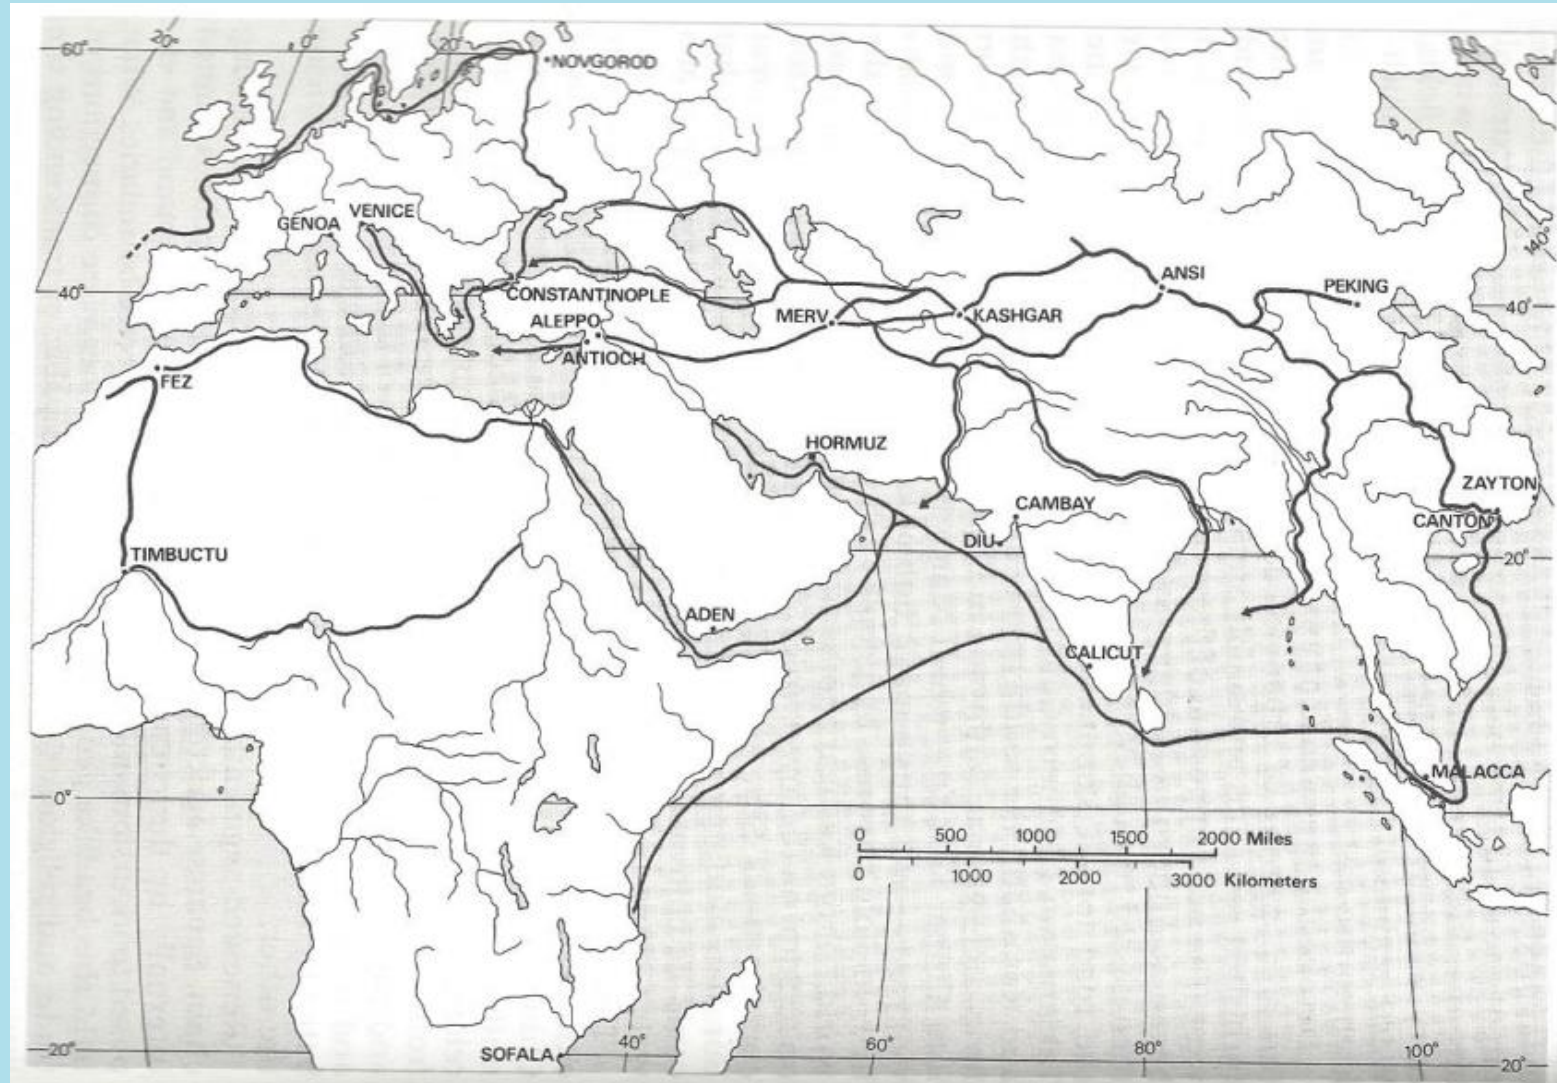 20°
0°
20°
60°
NOVGOROD
140°
VENICE
GENOA
ANSI
PEKING
40°
CONSTANTINOPLE
40°
MERV
KASHGAR
ALEPPO
ANTIOCH
FEZ
HORMUZ
ZAYTON
CAMBAY
CANTON
DIU
TIMBUCTU
20°
ADEN
CALICUT
MALACCA
0°
0 500 1000 1500 2000 Miles
0 1000 2000 3000 Kilometers
20°
SOFALA
40°
60°
80°
100°
20°